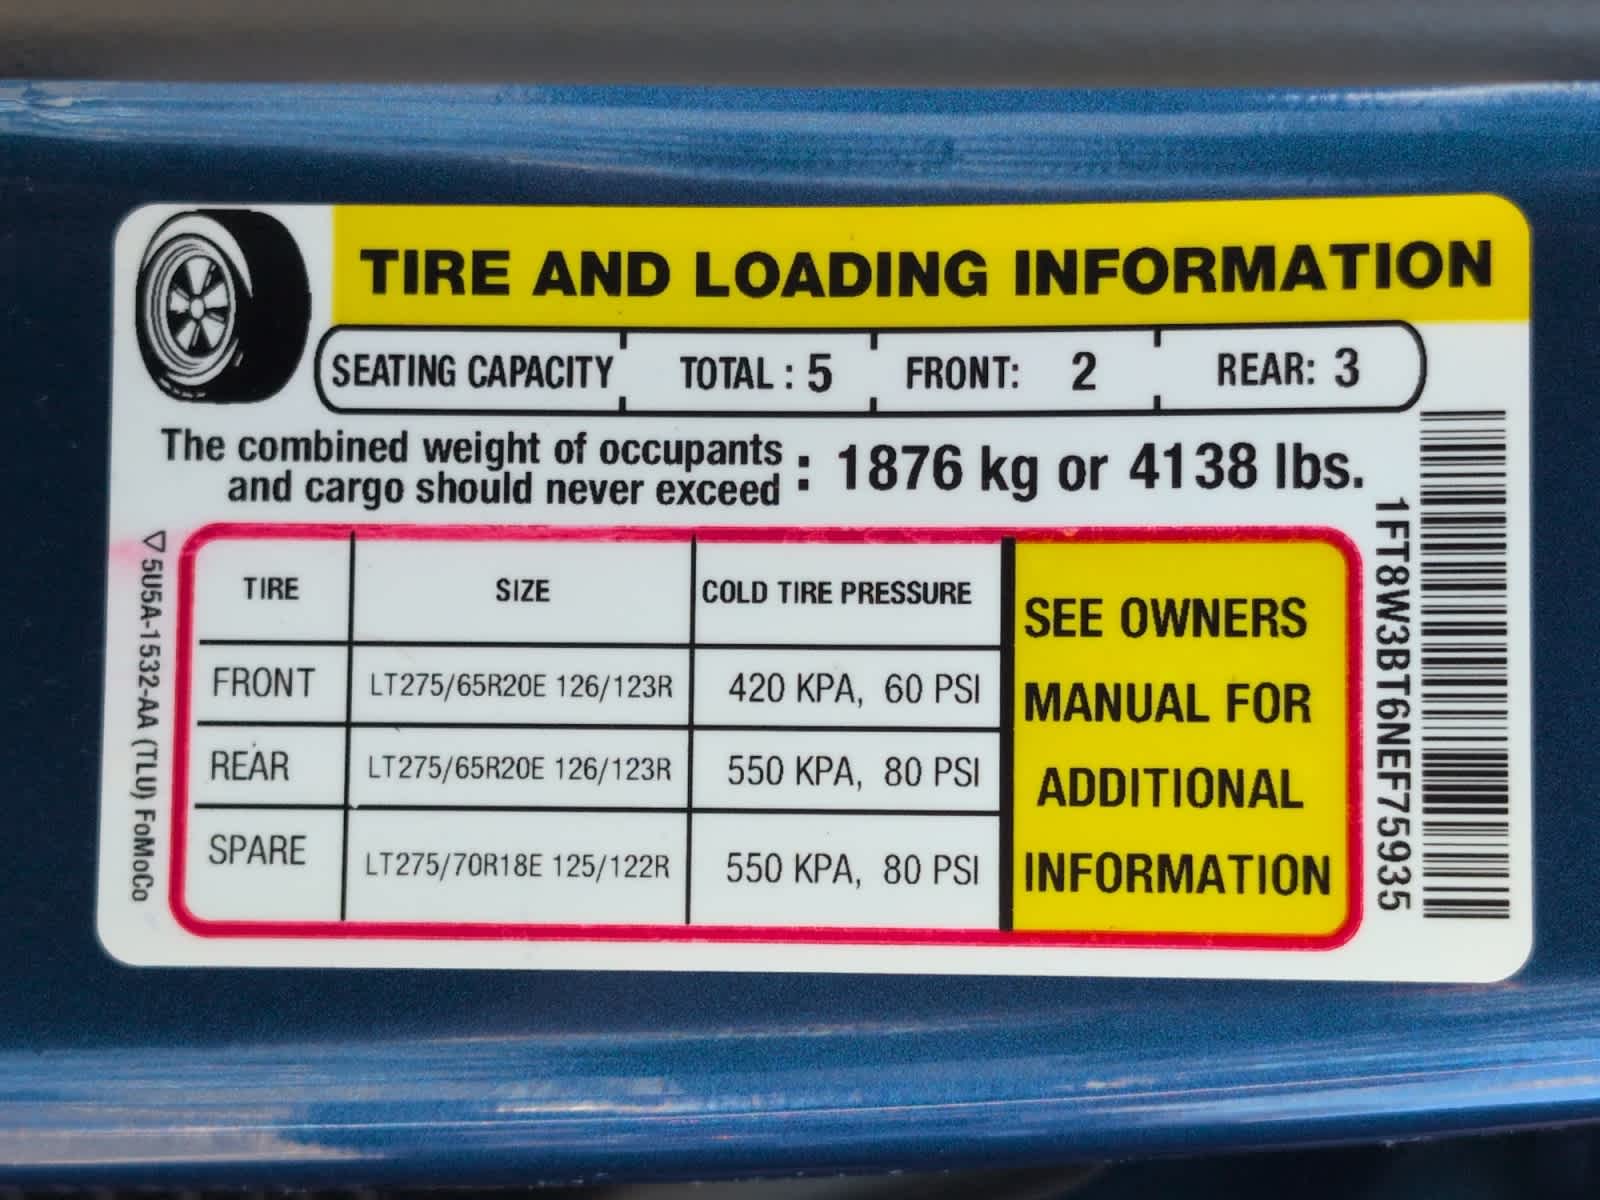 TIRE AND LOADING INFORMATION
SEATING CAPACITY TOTAL : 5 FRONT: 2 REAR: 3
The combined weight of occupants
and cargo should never exceed : 1876 kg or 4138 lbs.
TIRE SIZE COLD TIRE PRESSURE
FRONT LT275/65R20E 126/123R 420 KPA, 60 PSI
REAR LT275/65R20E 126/123R 550 KPA, 80 PSI
SPARE LT275/70R18E 125/122R 550 KPA, 80 PSI
SEE OWNERS
MANUAL FOR
ADDITIONAL
INFORMATION
▽5U5A-1532-AA (TLU) FoMoCo
1FT8W3BT6NEF75935